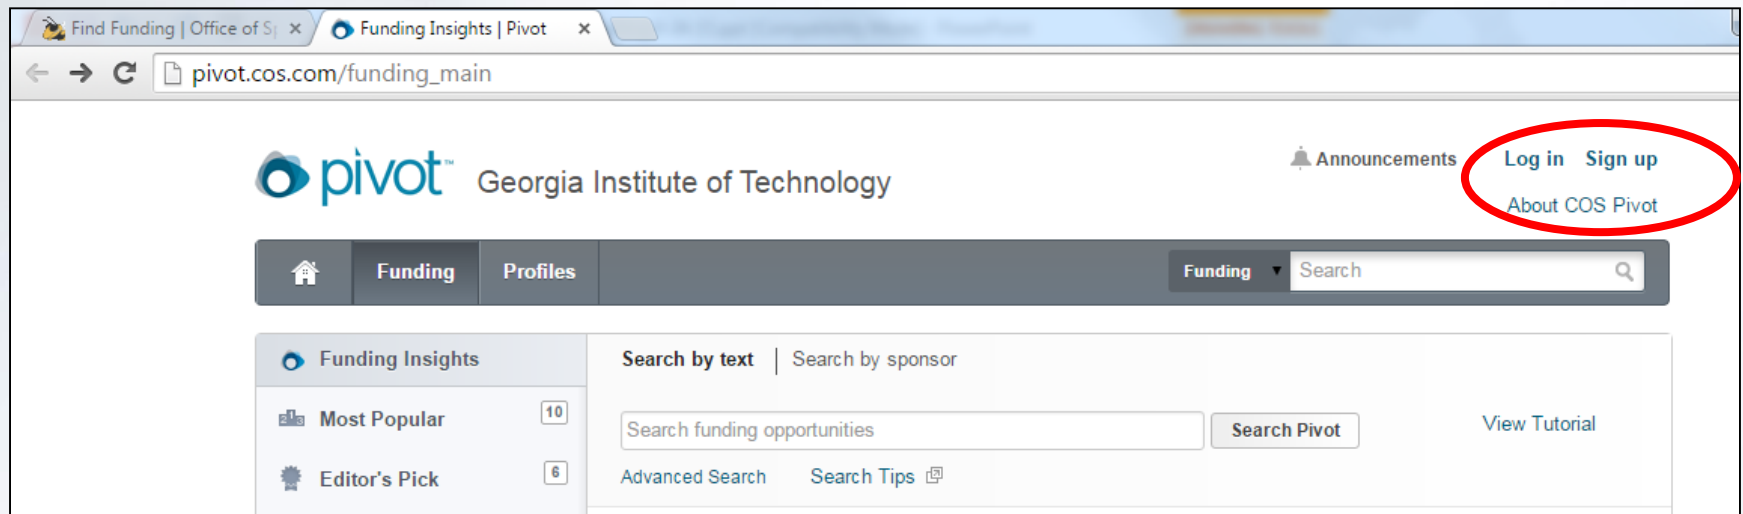 Find Funding | Office of S
Funding Insights | Pivot
pivot.cos.com/funding_main
pivot™ Georgia Institute of Technology
Announcements Log in Sign up
About COS Pivot
Funding Profiles Funding Search
Funding Insights
Search by text | Search by sponsor
Most Popular 10
Search funding opportunities Search Pivot View Tutorial
Editor's Pick 6
Advanced Search Search Tips